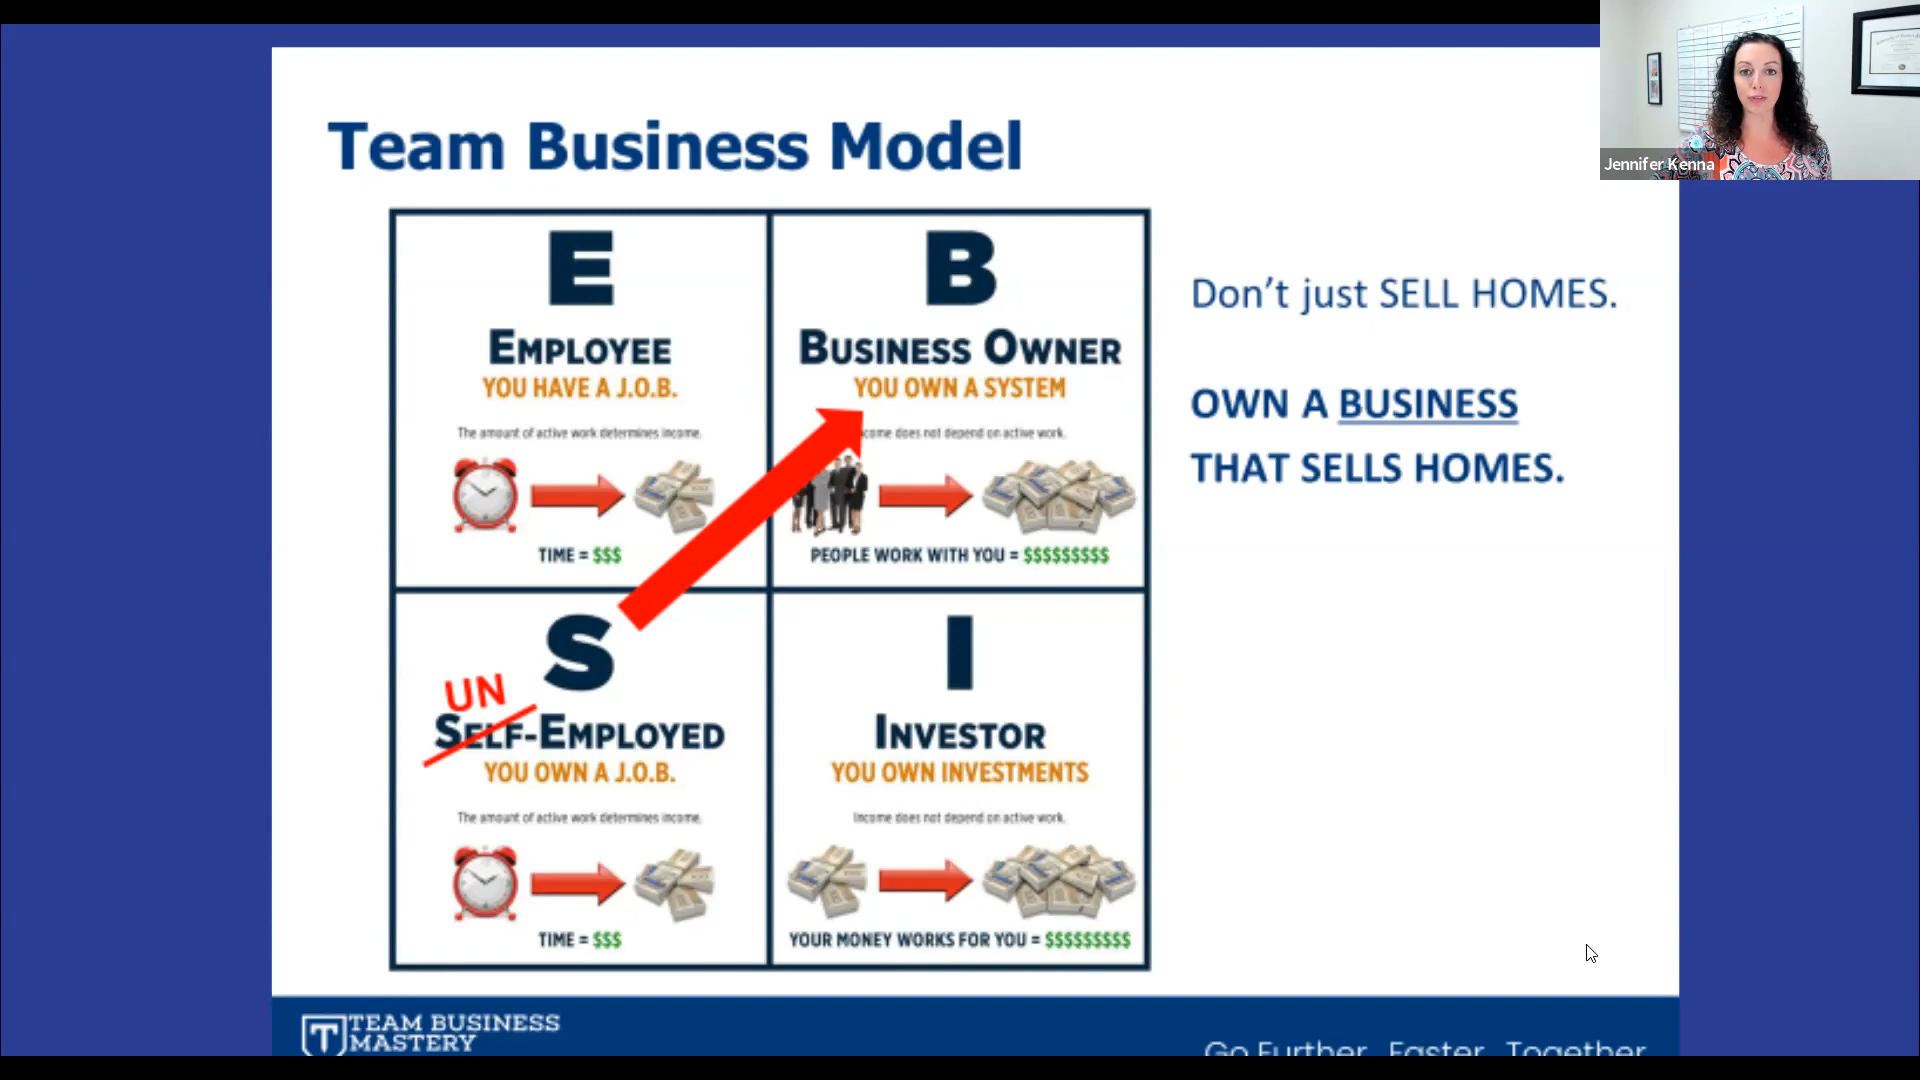 Jennifer Kenna
Team Business Model
E
EMPLOYEE
YOU HAVE A J.O.B.
The amount of active work determines income.
TIME = $$$
B
BUSINESS OWNER
YOU OWN A SYSTEM
come does not depend on active work.
PEOPLE WORK WITH YOU = $$$$$$$$$
S
UN
SELF-EMPLOYED
YOU OWN A J.O.B.
The amount of active work determines income.
TIME = $$$
I
INVESTOR
YOU OWN INVESTMENTS
Income does not depend on active work.
YOUR MONEY WORKS FOR YOU = $$$$$$$$$
Don’t just SELL HOMES.
OWN A BUSINESS
THAT SELLS HOMES.
T TEAM BUSINESS
MASTERY
Go Further. Faster. Together.